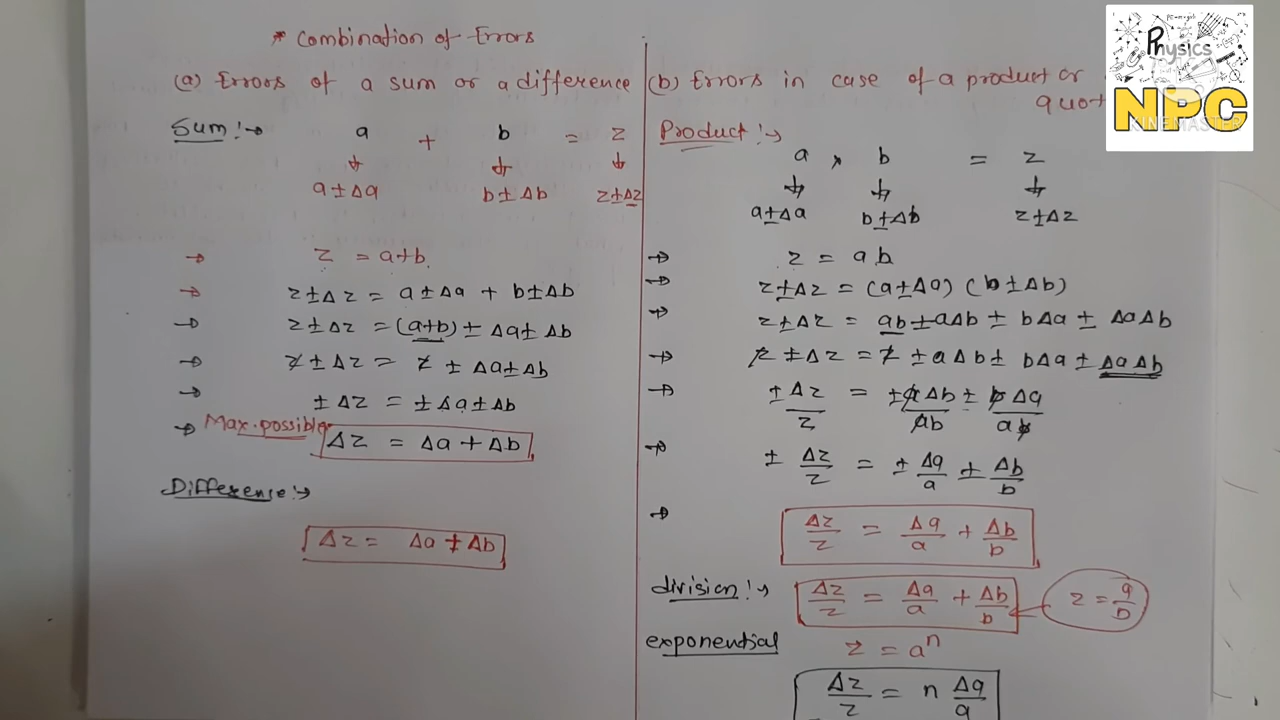 * Combination of Errors
(a) Errors of a sum or a difference
Sum :→ a + b = z
a±Δa b±Δb z±Δz
→ z = a+b.
→ z±Δz = a±Δa + b±Δb
→ z±Δz = (a+b) ± Δa± Δb
→ z±Δz = z ± Δa±Δb
→ ±Δz = ±Δa±Δb
→ Max.possible Δz = Δa + Δb
Difference :→
Δz = Δa + Δb
(b) Errors in case of a product or
quot
Product :→
a × b = z
a±Δa b±Δb z±Δz
→ z = ab
→ z±Δz = (a±Δa) (b±Δb)
→ z±Δz = ab±aΔb ± bΔa ± ΔaΔb
→ z ±Δz = z ±aΔb± bΔa± ΔaΔb
→ ±Δz/z = ±aΔb/ab ± bΔa/ab
→ ± Δz/z = ± Δa/a ± Δb/b
→ Δz/z = Δa/a + Δb/b
division :→ Δz/z = Δa/a + Δb/b z = a/b
exponential z = aⁿ
Δz/z = n Δa/a
Physics
NPC
KINEMASTER